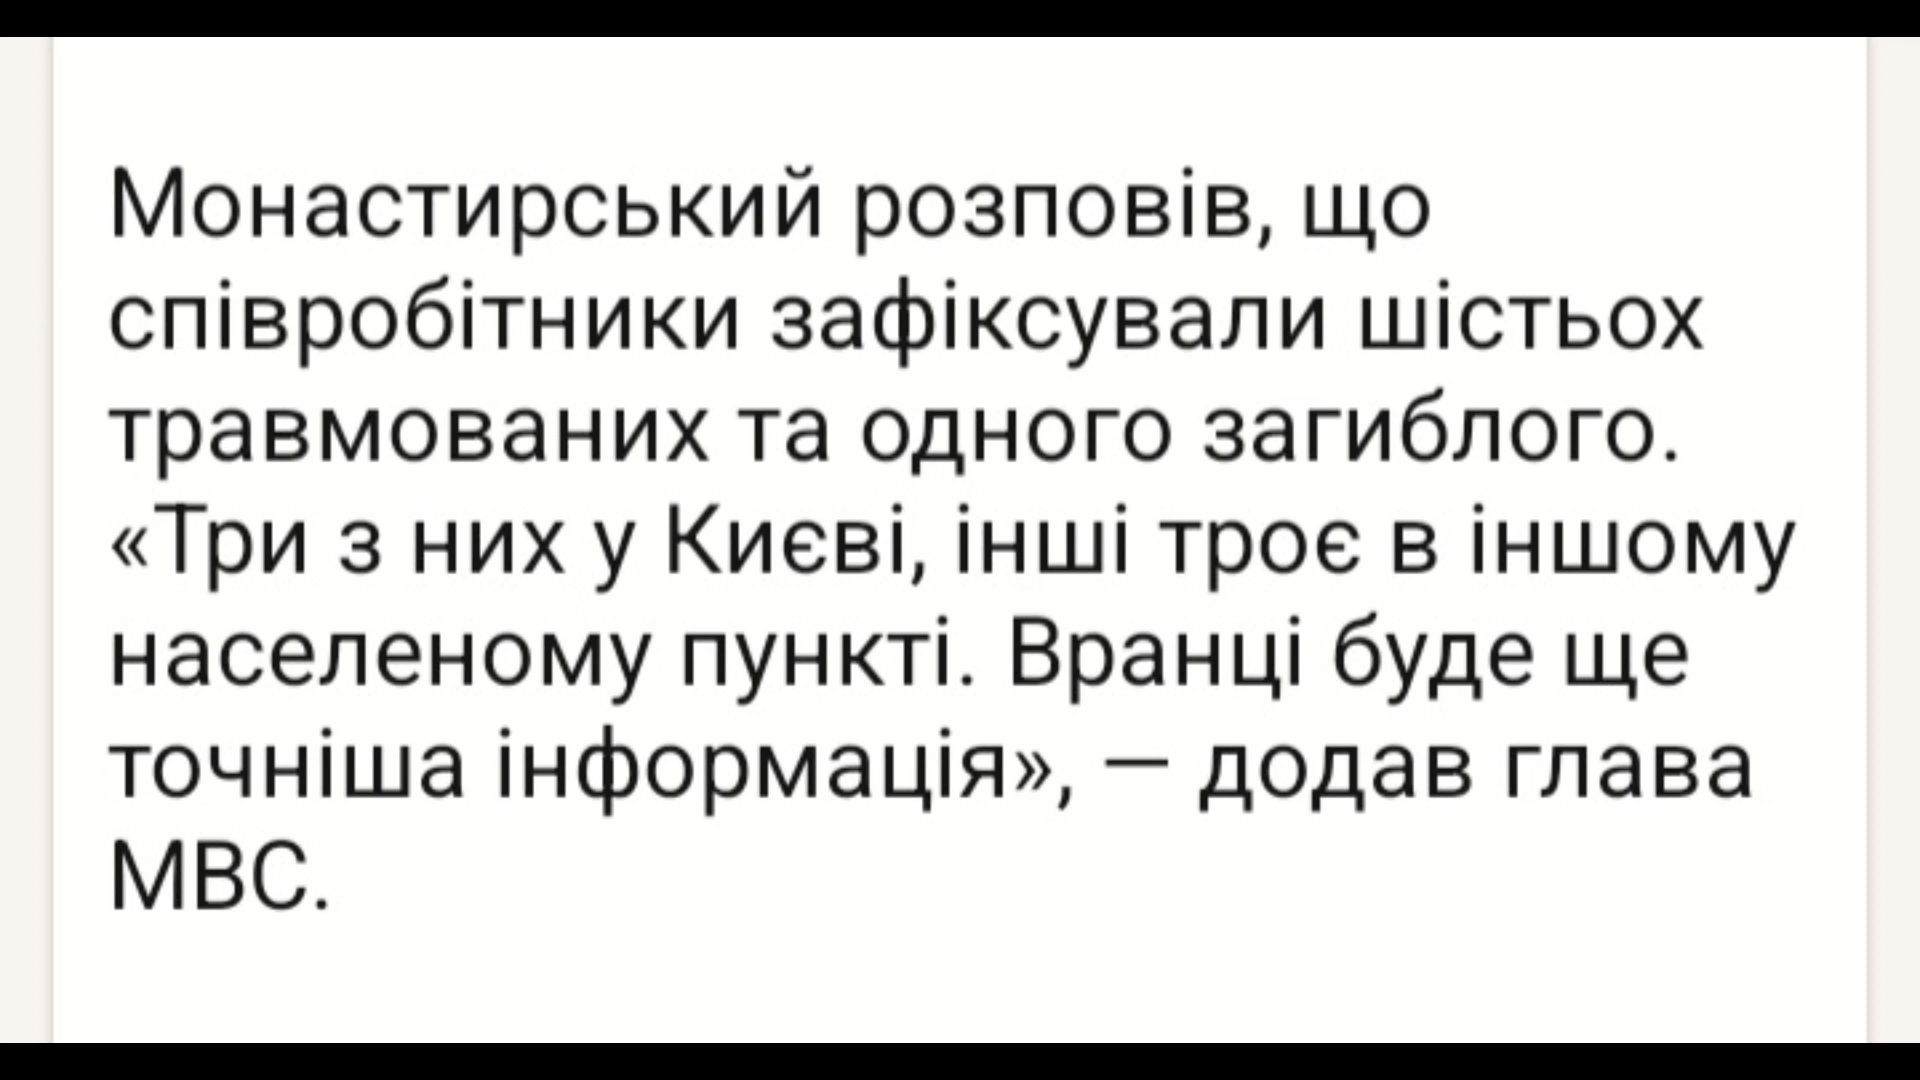 Монастирський розповів, що
співробітники зафіксували шістьох
травмованих та одного загиблого.
«Три з них у Києві, інші троє в іншому
населеному пункті. Вранці буде ще
точніша інформація», — додав глава
МВС.